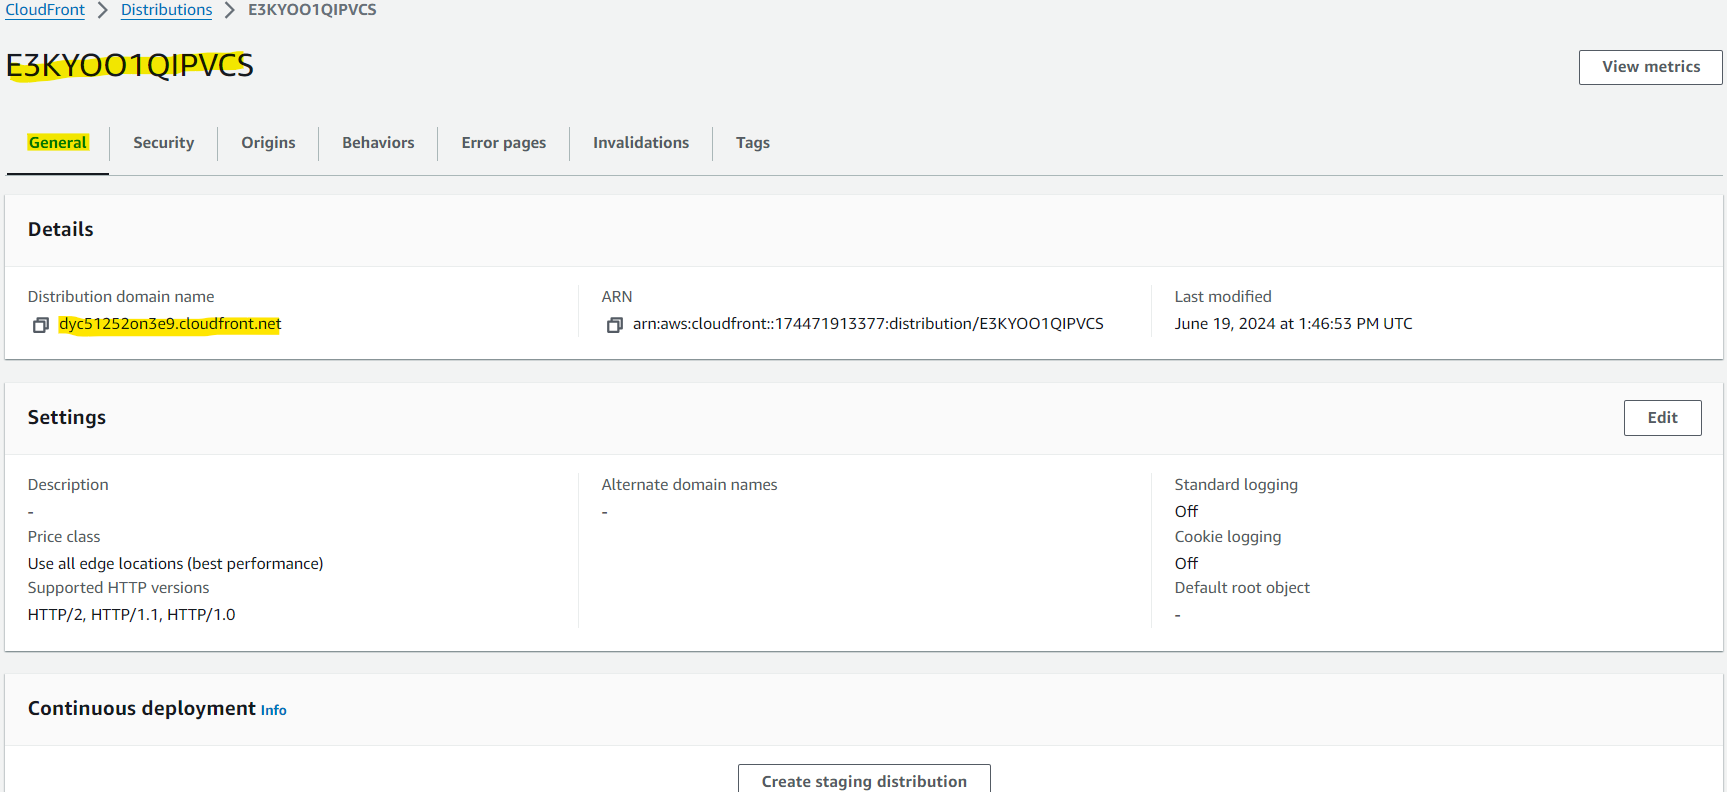 CloudFront > Distributions > E3KYOO1QIPVCS
E3KYOO1QIPVCS
View metrics
General Security Origins Behaviors Error pages Invalidations Tags
Details
Distribution domain name ARN Last modified
dyc51252on3e9.cloudfront.net arn:aws:cloudfront::174471913377:distribution/E3KYOO1QIPVCS June 19, 2024 at 1:46:53 PM UTC
Settings Edit
Description Alternate domain names Standard logging
- - Off
Price class Cookie logging
Use all edge locations (best performance) Off
Supported HTTP versions Default root object
HTTP/2, HTTP/1.1, HTTP/1.0 -
Continuous deployment Info
Create staging distribution